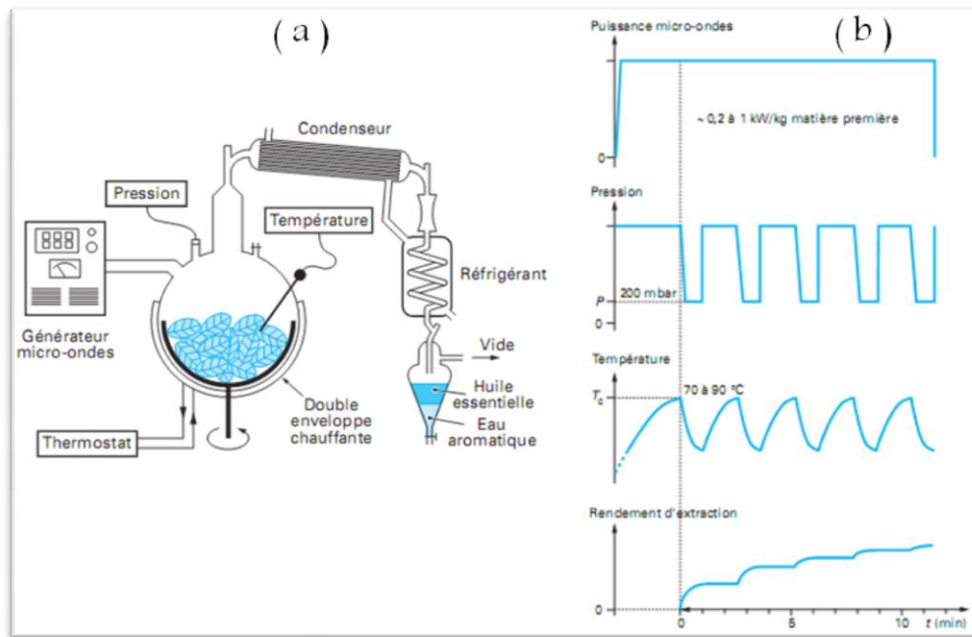 ( a )
Condenseur
Pression
Température
888
Réfrigérant
Générateur
micro-ondes
Vide
Huile
essentielle
Eau
aromatique
Double
enveloppe
chauffante
Thermostat
( b )
Puissance micro-ondes
~ 0,2 à 1 kW/kg matière première
0
Pression
P
200 mbar
0
Température
Tc
70 à 90 °C
Rendement d'extraction
0
0
5
10
t (min)